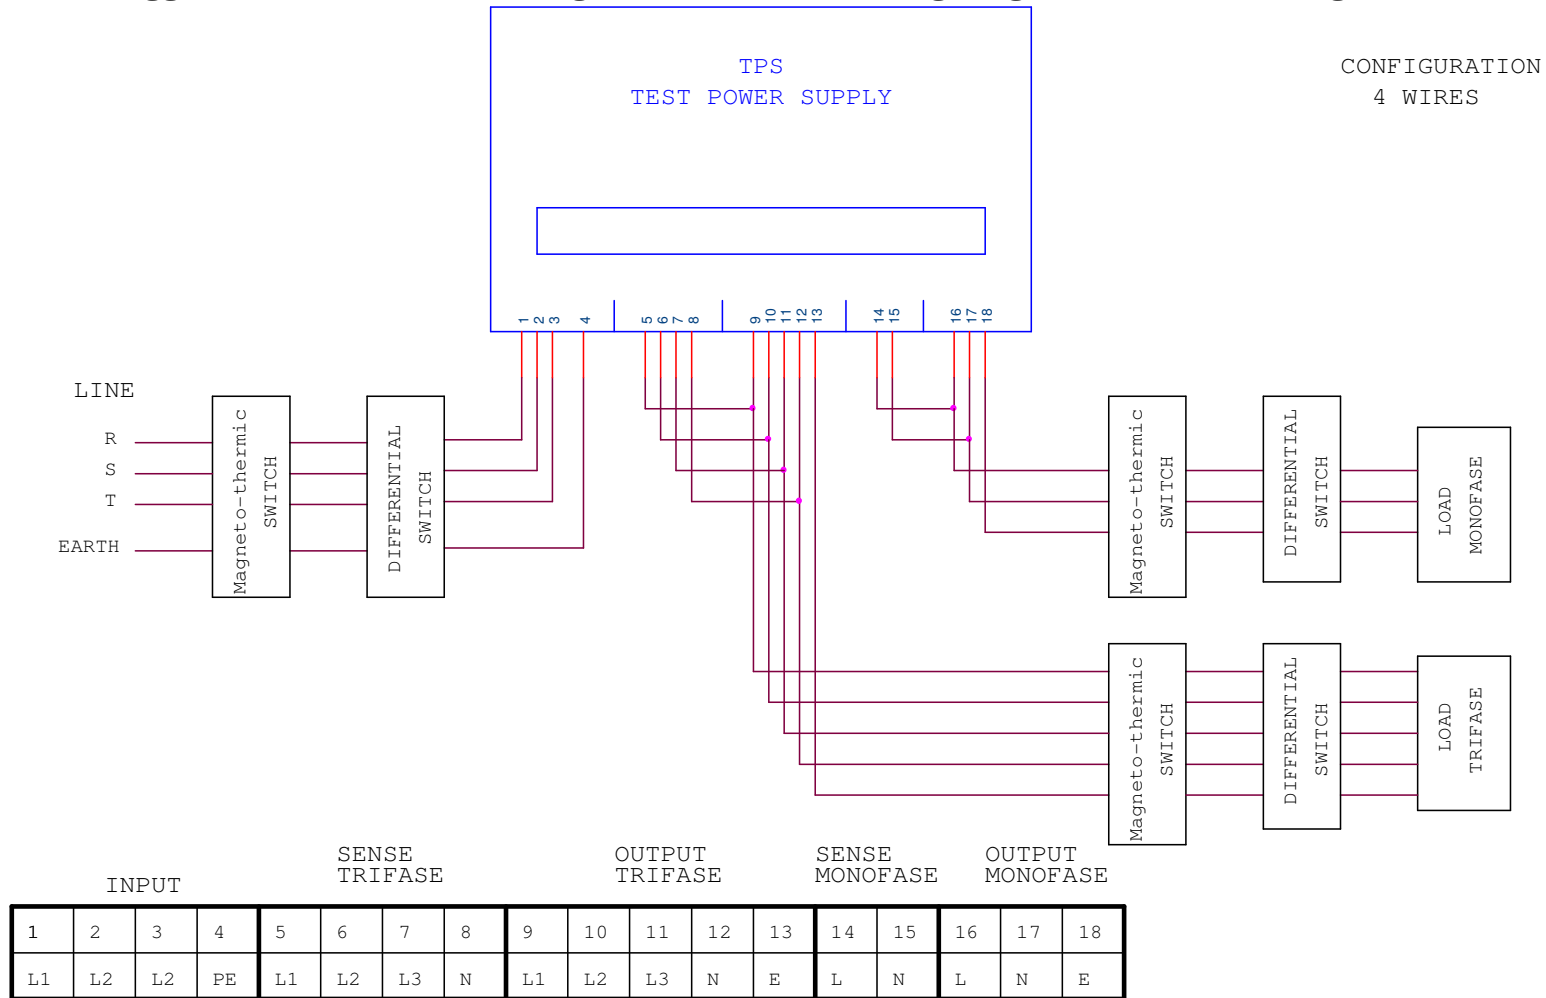 TPS
TEST POWER SUPPLY
CONFIGURATION
4 WIRES
1 2 3 4 5 6 7 8 9 10 11 12 13 14 15 16 17 18
LINE
R
S
T
EARTH
Magneto-thermic
SWITCH
DIFFERENTIAL
SWITCH
Magneto-thermic
SWITCH
DIFFERENTIAL
SWITCH
LOAD
MONOFASE
Magneto-thermic
SWITCH
DIFFERENTIAL
SWITCH
LOAD
TRIFASE
INPUT
SENSE
TRIFASE
OUTPUT
TRIFASE
SENSE
MONOFASE
OUTPUT
MONOFASE
1 2 3 4 5 6 7 8 9 10 11 12 13 14 15 16 17 18
L1 L2 L2 PE L1 L2 L3 N L1 L2 L3 N E L N L N E